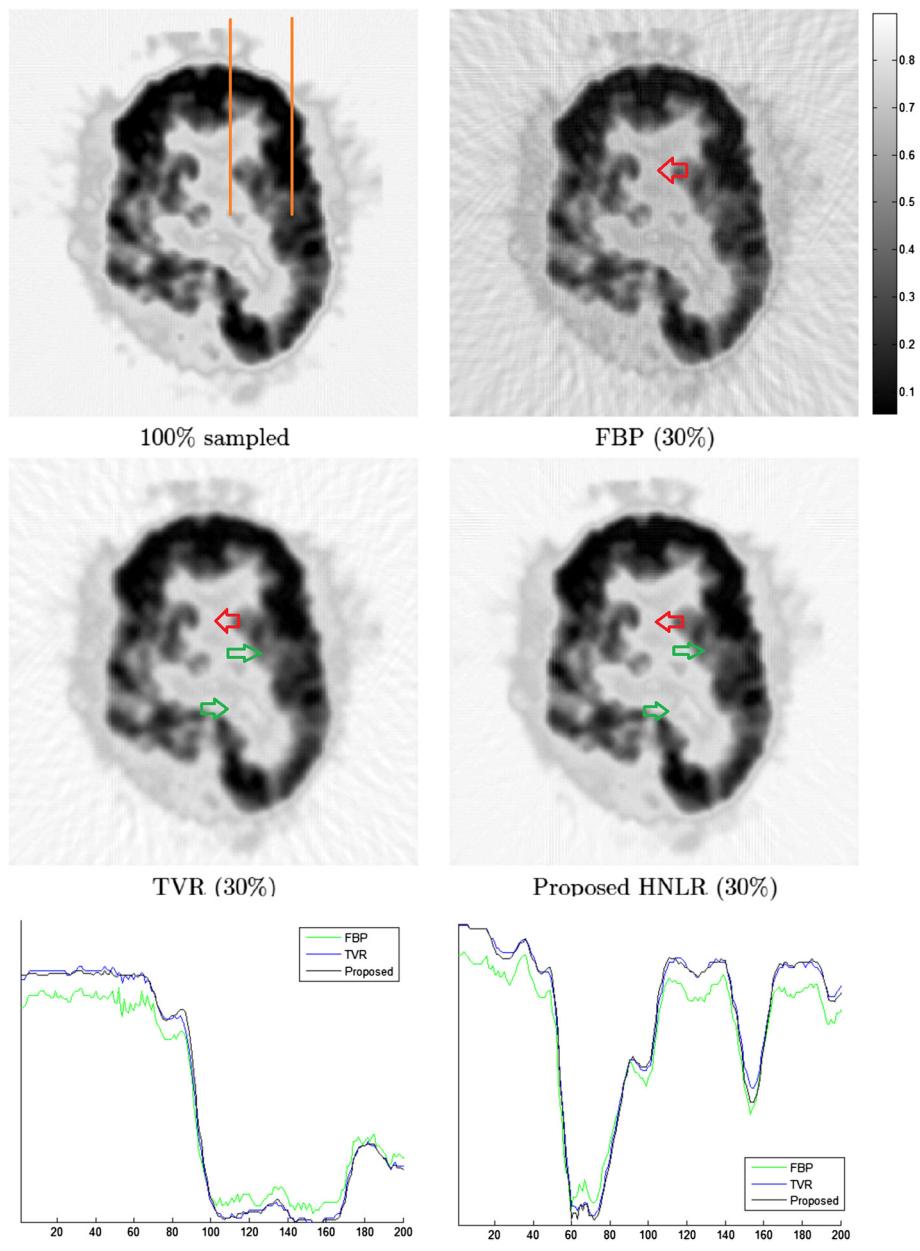 0.8
0.7
0.6
0.5
0.4
0.3
0.2
0.1
100% sampled
FBP (30%)
TVR (30%)
Proposed HNLR (30%)
FBP
TVR
Proposed
20 40 60 80 100 120 140 160 180 200
FBP
TVR
Proposed
20 40 60 80 100 120 140 160 180 200